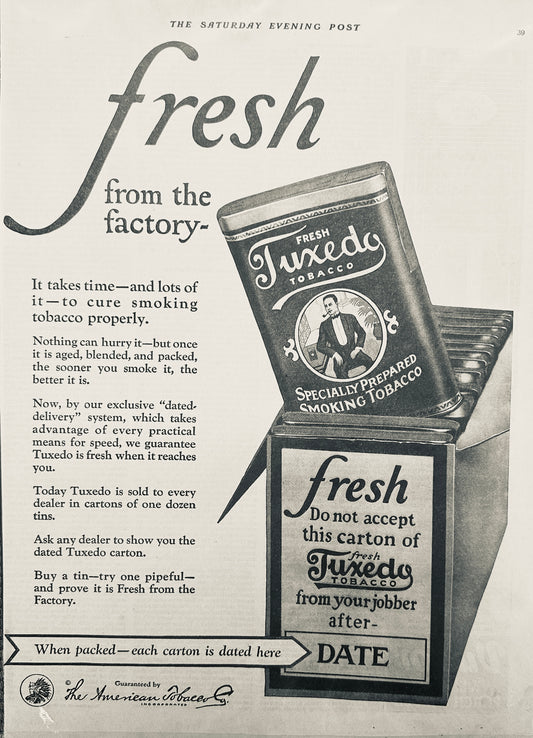 THE SATURDAY EVENING POST
39
fresh
from the
factory-
It takes time—and lots of
it—to cure smoking
tobacco properly.
Nothing can hurry it—but once
it is aged, blended, and packed,
the sooner you smoke it, the
better it is.
Now, by our exclusive “dated-
delivery” system, which takes
advantage of every practical
means for speed, we guarantee
Tuxedo is fresh when it reaches
you.
Today Tuxedo is sold to every
dealer in cartons of one dozen
tins.
Ask any dealer to show you the
dated Tuxedo carton.
Buy a tin—try one pipeful—
and prove it is Fresh from the
Factory.
When packed—each carton is dated here
Guaranteed by
© The American Tobacco Co.
INCORPORATED
FRESH
Tuxedo
TOBACCO
SPECIALLY PREPARED
SMOKING TOBACCO
fresh
Do not accept
this carton of
fresh
Tuxedo
TOBACCO
from your jobber
after-
DATE